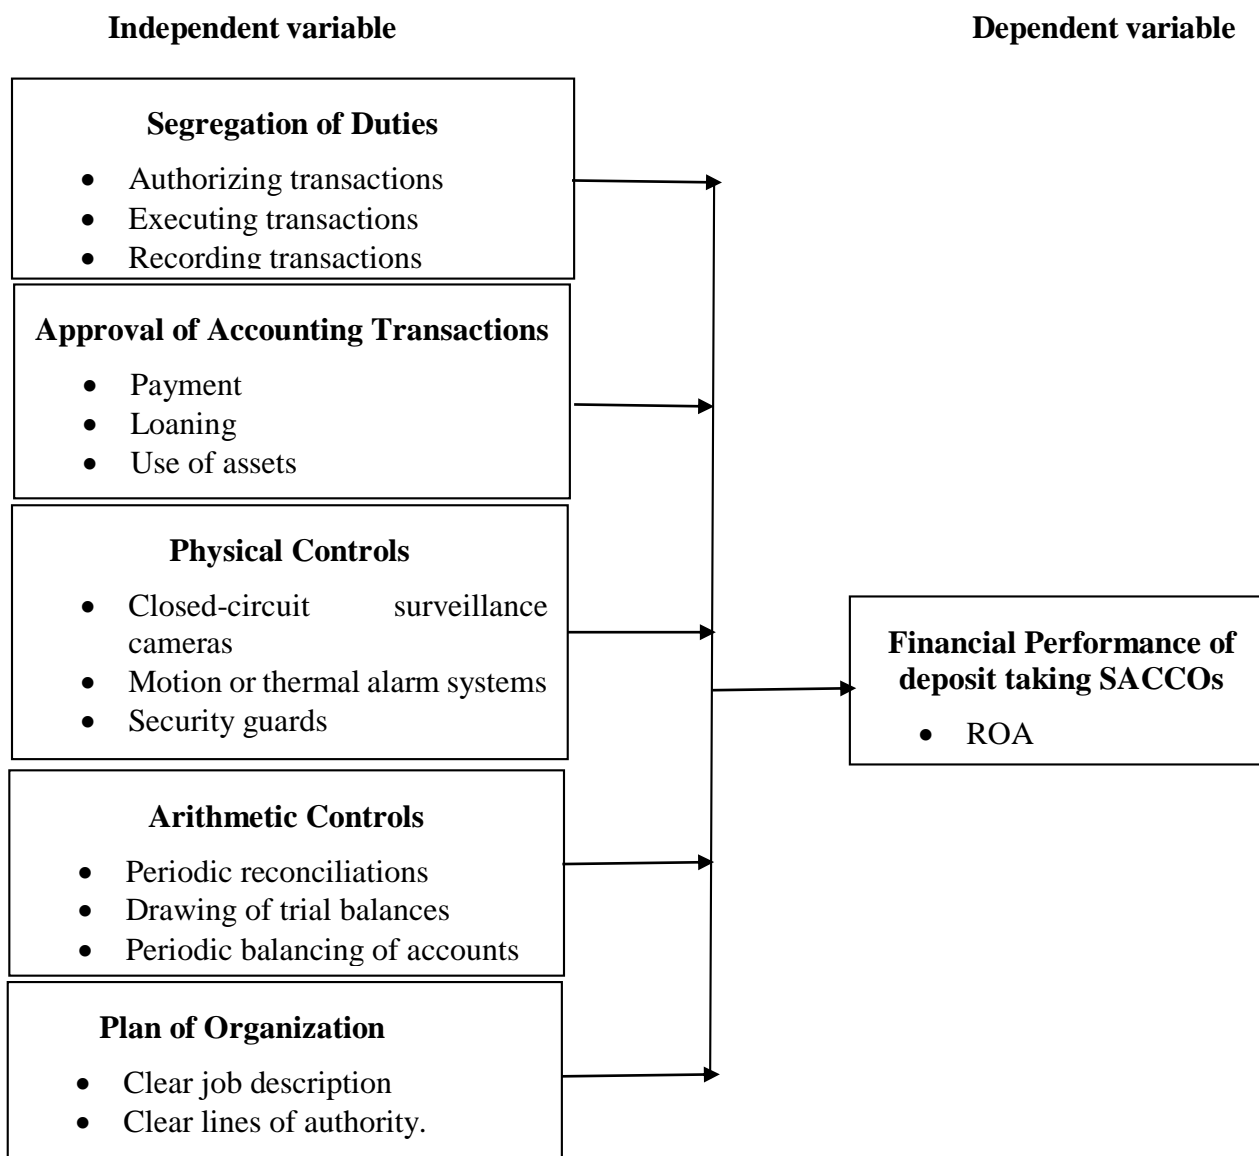 Independent variable
Dependent variable
Segregation of Duties
• Authorizing transactions
• Executing transactions
• Recording transactions
Approval of Accounting Transactions
• Payment
• Loaning
• Use of assets
Physical Controls
• Closed-circuit surveillance
cameras
• Motion or thermal alarm systems
• Security guards
Arithmetic Controls
• Periodic reconciliations
• Drawing of trial balances
• Periodic balancing of accounts
Plan of Organization
• Clear job description
• Clear lines of authority.
Financial Performance of
deposit taking SACCOs
• ROA